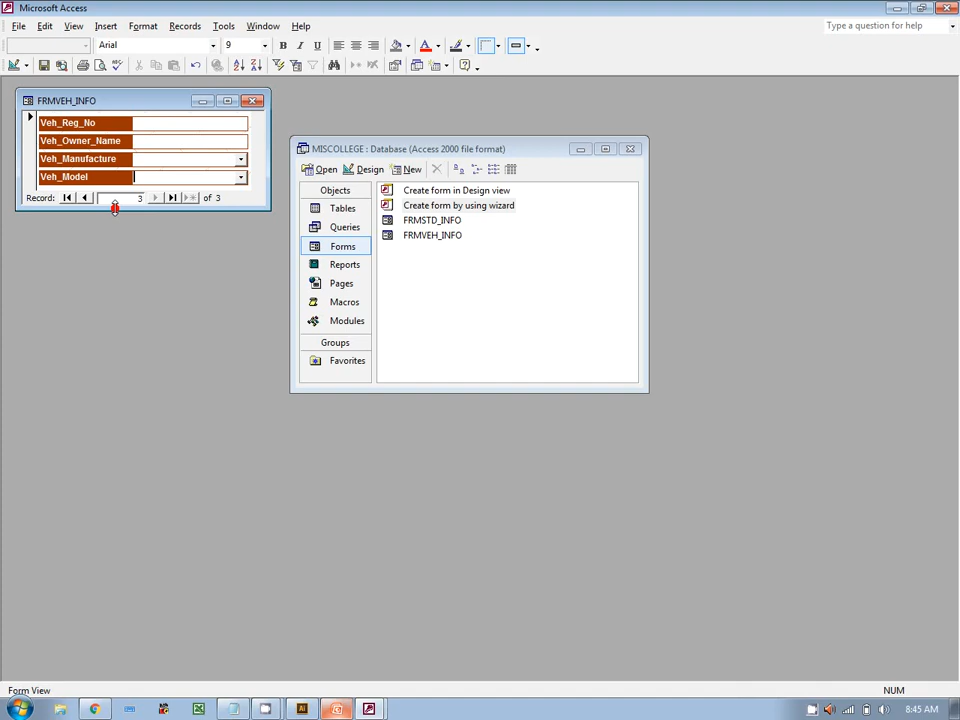 Microsoft Access
File Edit View Insert Format Records Tools Window Help
Type a question for help
Arial 9 B I U
FRMVEH_INFO
Veh_Reg_No
Veh_Owner_Name
Veh_Manufacture
Veh_Model
Record: 3 of 3
MISCOLLEGE : Database (Access 2000 file format)
Open Design New
Objects
Tables
Queries
Forms
Reports
Pages
Macros
Modules
Groups
Favorites
Create form in Design view
Create form by using wizard
FRMSTD_INFO
FRMVEH_INFO
Form View
NUM
8:45 AM